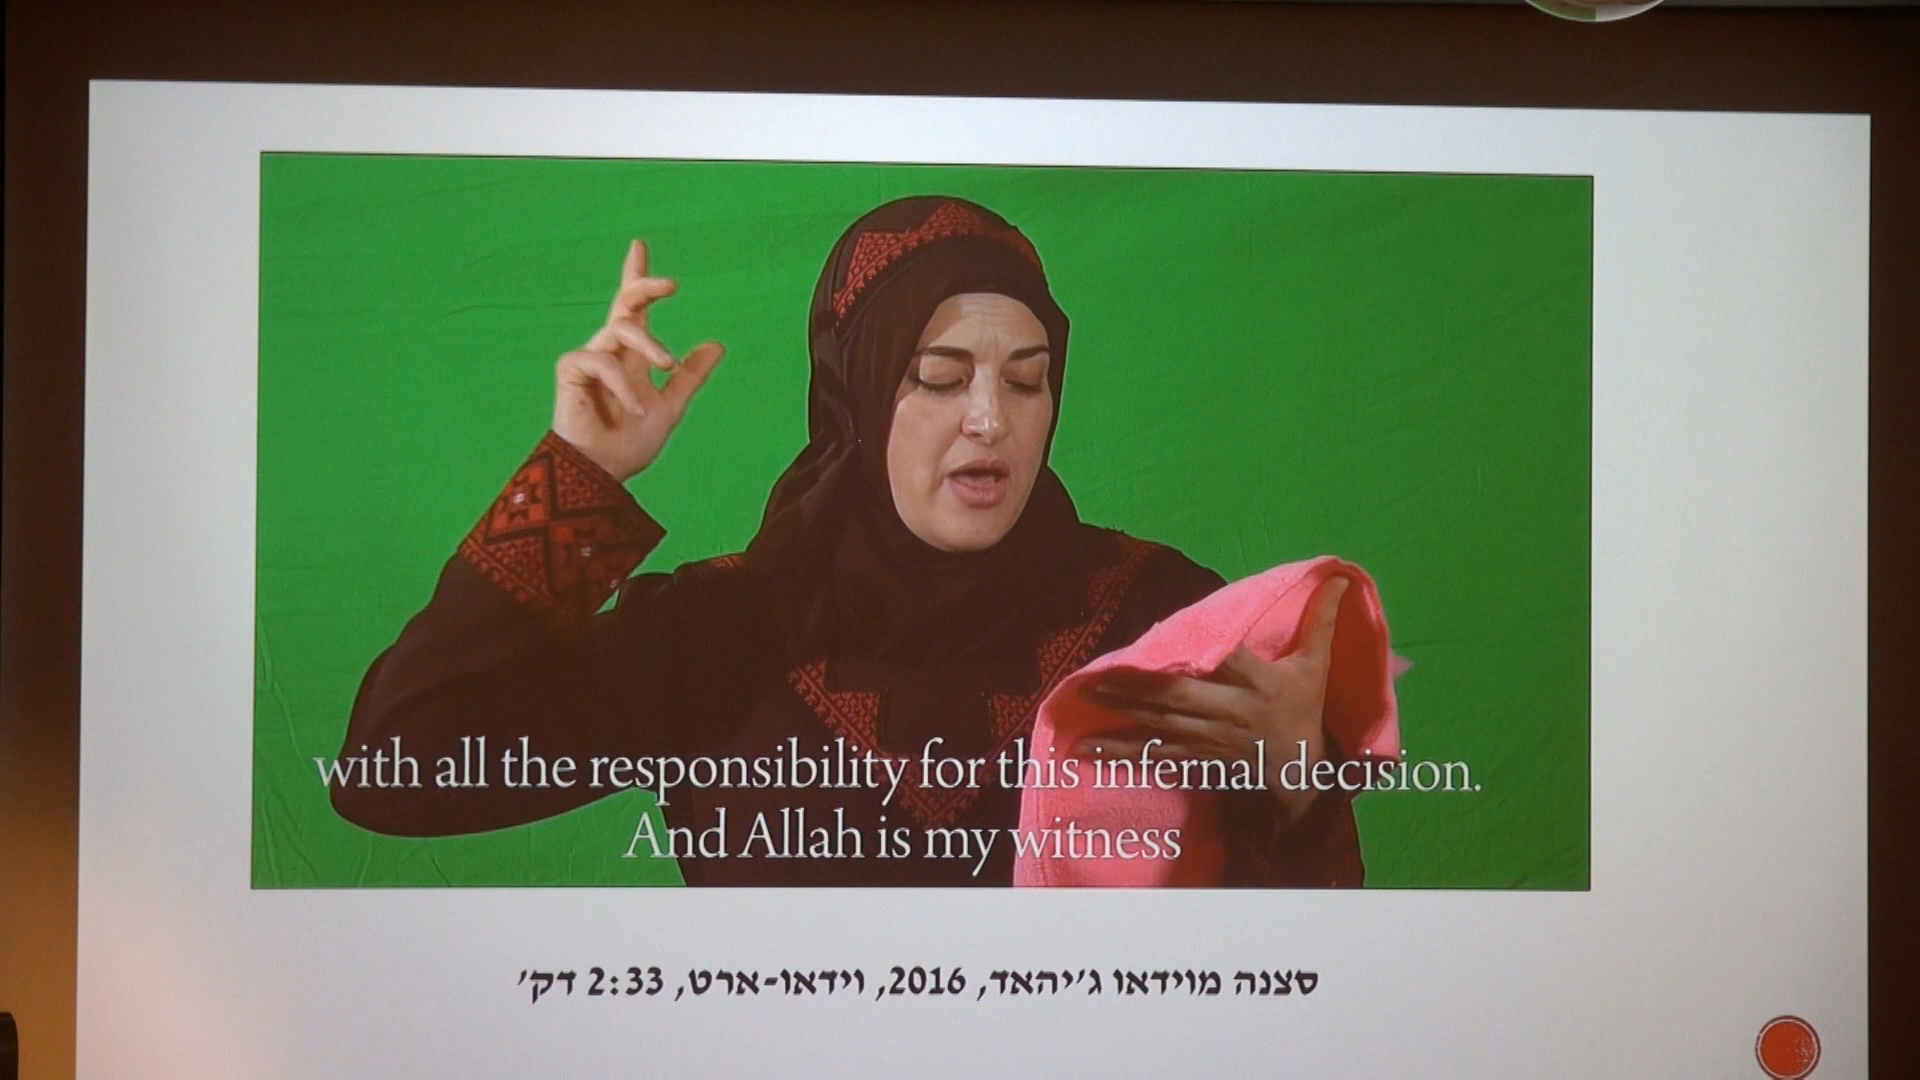 with all the responsibility for this infernal decision.
And Allah is my witness
סצנה מוידאו ג'יהאד, 2016, וידאו-ארט, 2:33 דק'